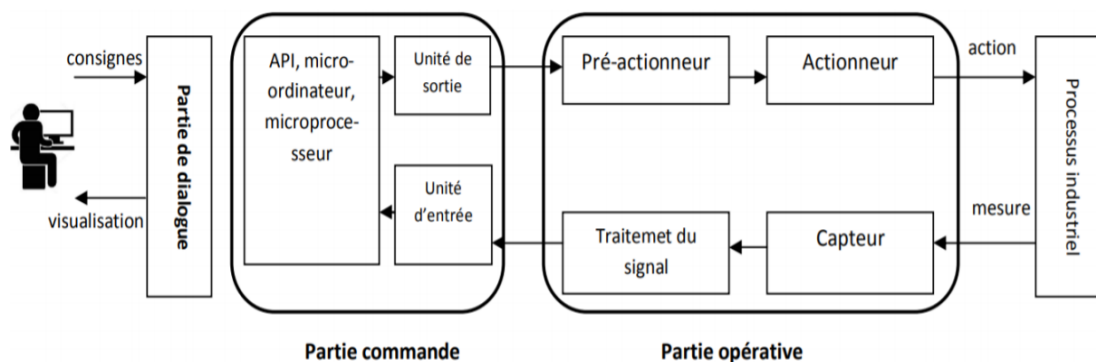 consignes
visualisation
Partie de dialogue
API, micro-
ordinateur,
microproce-
sseur
Unité de
sortie
Unité
d'entrée
Partie commande
Pré-actionneur
Actionneur
Traitemet du
signal
Capteur
Partie opérative
action
mesure
Processus industriel